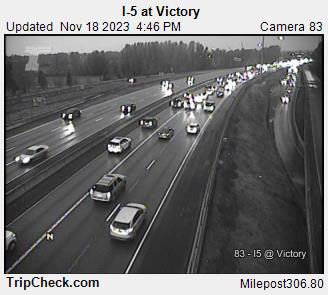 I-5 at Victory
Updated Nov 18 2023 4:46 PM Camera 83
N
83 - I5 @ Victory
TripCheck.com Milepost306.80